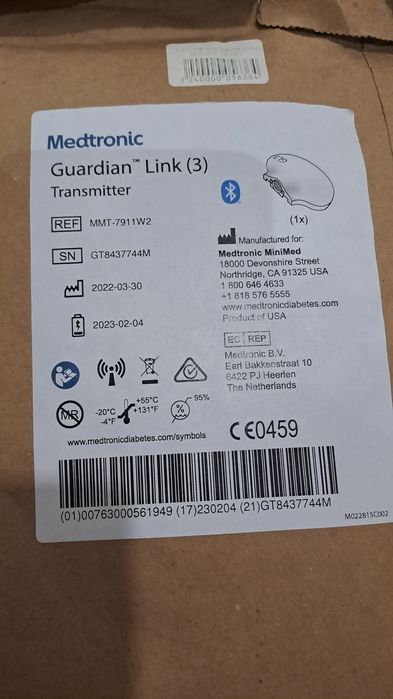 Medtronic
Guardian™ Link (3)
Transmitter
(1x)
REF MMT-7911W2
SN GT8437744M
2022-03-30
2023-02-04
Manufactured for:
Medtronic MiniMed
18000 Devonshire Street
Northridge, CA 91325 USA
1 800 646 4633
+1 818 576 5555
www.medtronicdiabetes.com
Product of USA
EC REP
Medtronic B.V.
Earl Bakkenstraat 10
6422 PJ Heerlen
The Netherlands
MR
-20°C
-4°F
+55°C
+131°F
%
95%
www.medtronicdiabetes.com/symbols
CE0459
(01)00763000561949 (17)230204 (21)GT8437744M
M022815C002